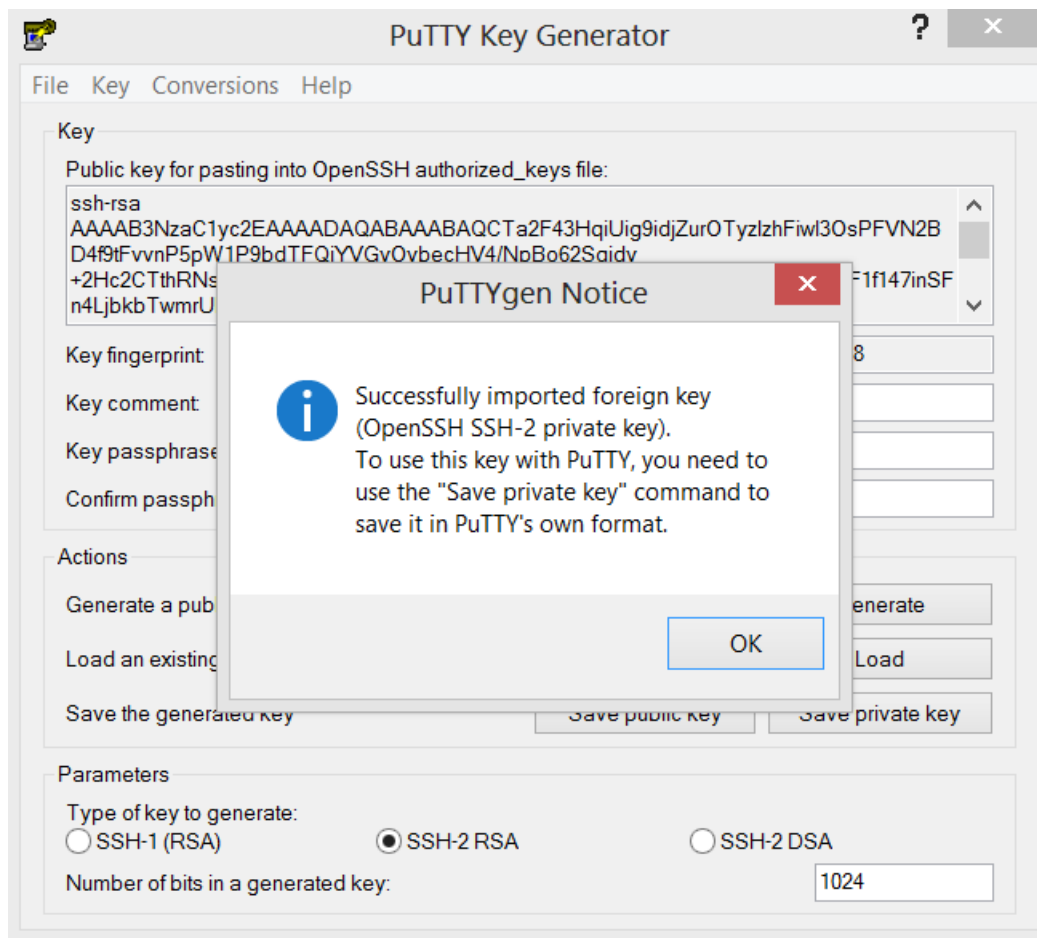 PuTTY Key Generator
?
File Key Conversions Help
Key
Public key for pasting into OpenSSH authorized_keys file:
ssh-rsa
AAAAB3NzaC1yc2EAAAADAQABAAABAQCTa2F43HqiUig9idjZurOTyzlzhFiwl3OsPFVN2B
D4f9tFvvnP5pW1P9bdTFQiYVGvOvbecHV4/NpBo62Sqidv
+2Hc2CTthRNs F1f147inSF
n4LjbkbTwmrU
PuTTYgen Notice
Key fingerprint: 8
Key comment:
Key passphrase
Confirm passph
Successfully imported foreign key
(OpenSSH SSH-2 private key).
To use this key with PuTTY, you need to
use the "Save private key" command to
save it in PuTTY's own format.
OK
Actions
Generate a pub enerate
Load an existing Load
Save the generated key Save public key Save private key
Parameters
Type of key to generate:
SSH-1 (RSA) SSH-2 RSA SSH-2 DSA
Number of bits in a generated key: 1024